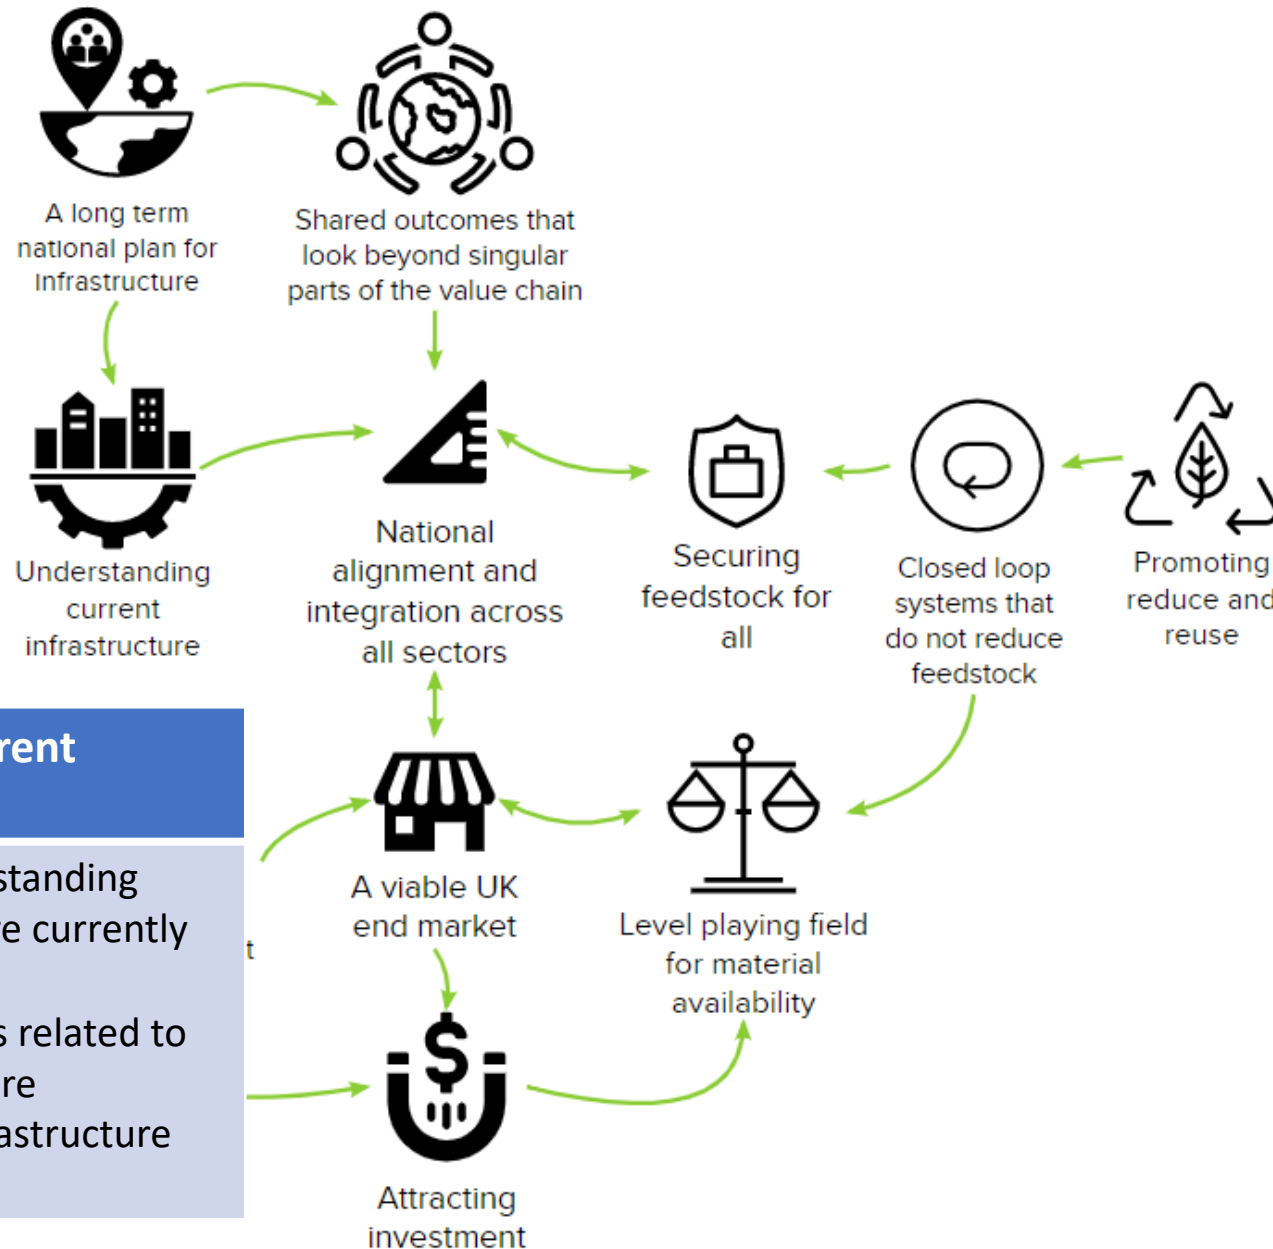 A long term
national plan for
Infrastructure
Shared outcomes that
look beyond singular
parts of the value chain
Understanding
current
infrastructure
National
alignment and
integration across
all sectors
Securing
feedstock for
all
Closed loop
systems that
do not reduce
feedstock
Promoting
reduce and
reuse
rent
standing
re currently
s related to
re
astructure
t
A viable UK
end market
Level playing field
for material
availability
$
Attracting
investment